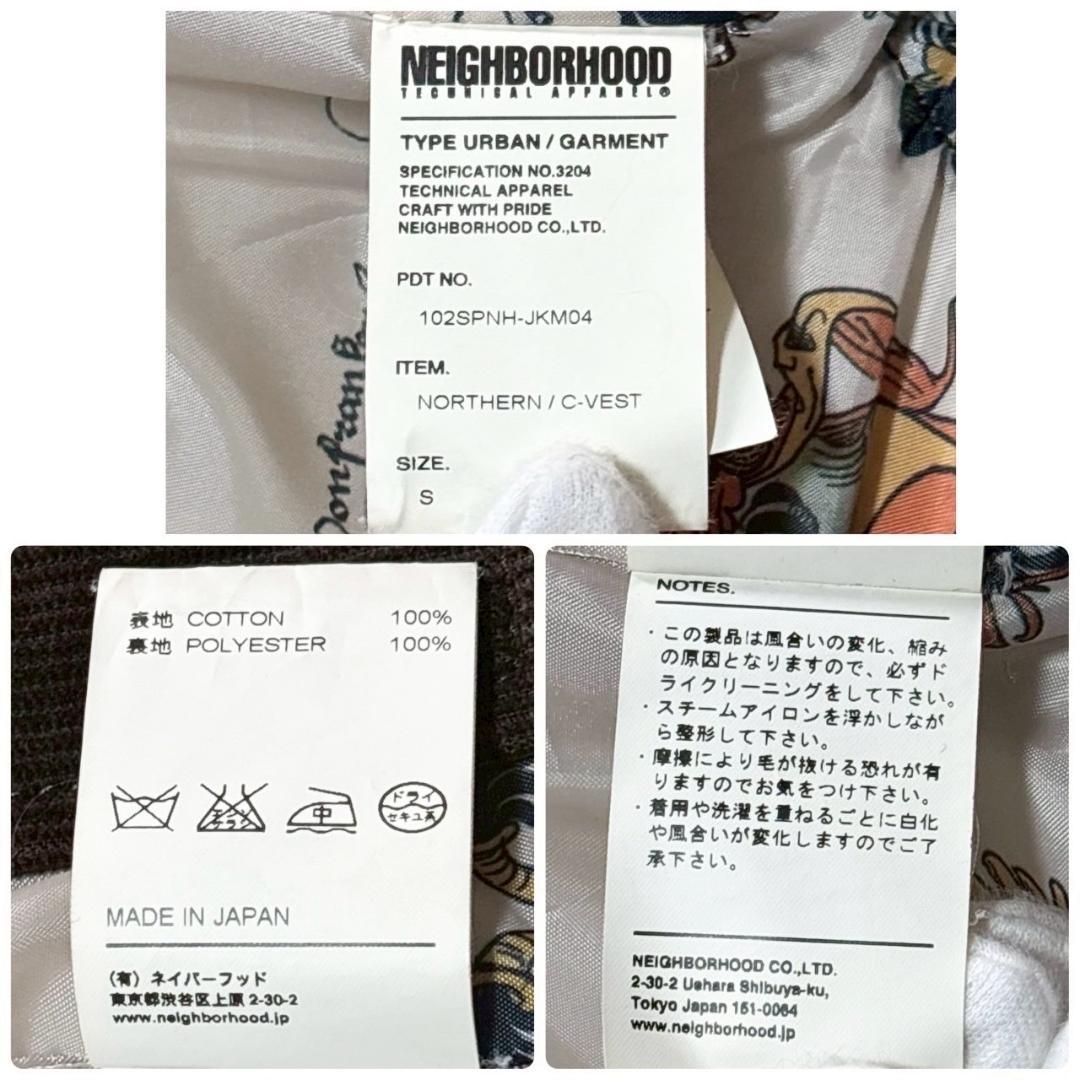 NEIGHBORHOOD
TECHNICAL APPAREL®
TYPE URBAN / GARMENT
SPECIFICATION NO.3204
TECHNICAL APPAREL
CRAFT WITH PRIDE
NEIGHBORHOOD CO.,LTD.
PDT NO.
102SPNH-JKM04
ITEM.
NORTHERN / C-VEST
SIZE.
S
表地 COTTON 100%
裏地 POLYESTER 100%
エンソ
サラシ
中
ドライ
セキユ系
MADE IN JAPAN
(有) ネイバーフッド
東京都渋谷区上原 2-30-2
www.neighborhood.jp
NOTES.
・この製品は風合いの変化、縮み
の原因となりますので、必ずド
ライクリーニングをして下さい。
・スチームアイロンを浮かしなが
ら整形して下さい。
・摩擦により毛が抜ける恐れが有
りますのでお気をつけ下さい。
・着用や洗濯を重ねるごとに白化
や風合いが変化しますのでご了
承下さい。
NEIGHBORHOOD CO.,LTD.
2-30-2 Uehara Shibuya-ku,
Tokyo Japan 151-0064
www.neighborhood.jp